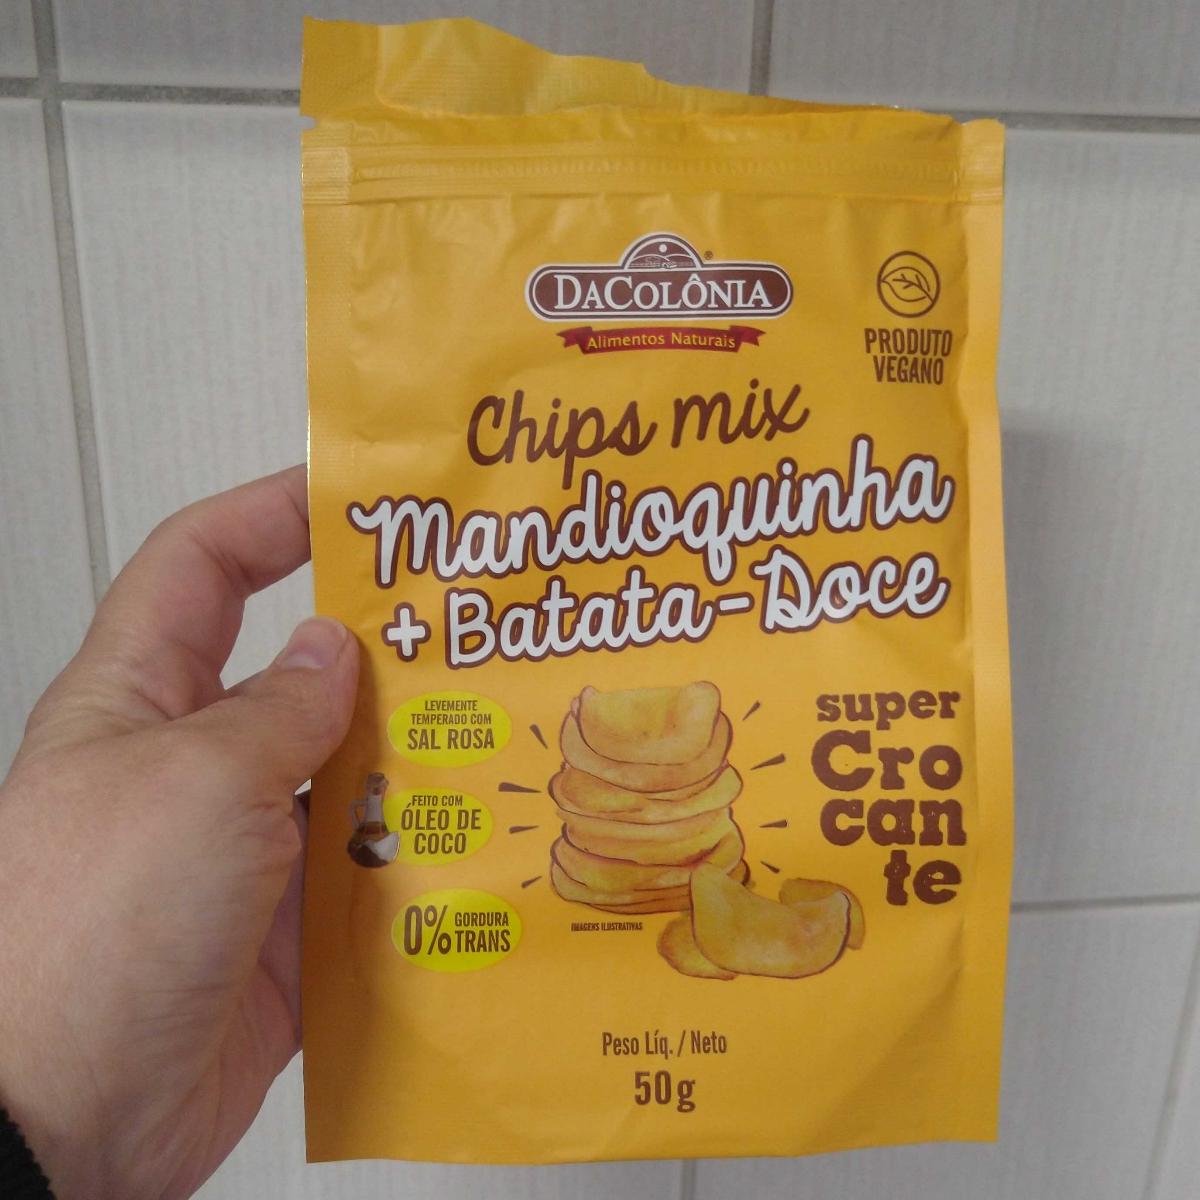 DACOLÔNIA
®
Alimentos Naturais
PRODUTO
VEGANO
Chips mix
Mandioquinha
+ Batata-Doce
LEVEMENTE
TEMPERADO COM
SAL ROSA
FEITO COM
ÓLEO DE
COCO
0% GORDURA
TRANS
super
Cro
can
te
IMAGENS ILUSTRATIVAS
Peso Líq. / Neto
50g